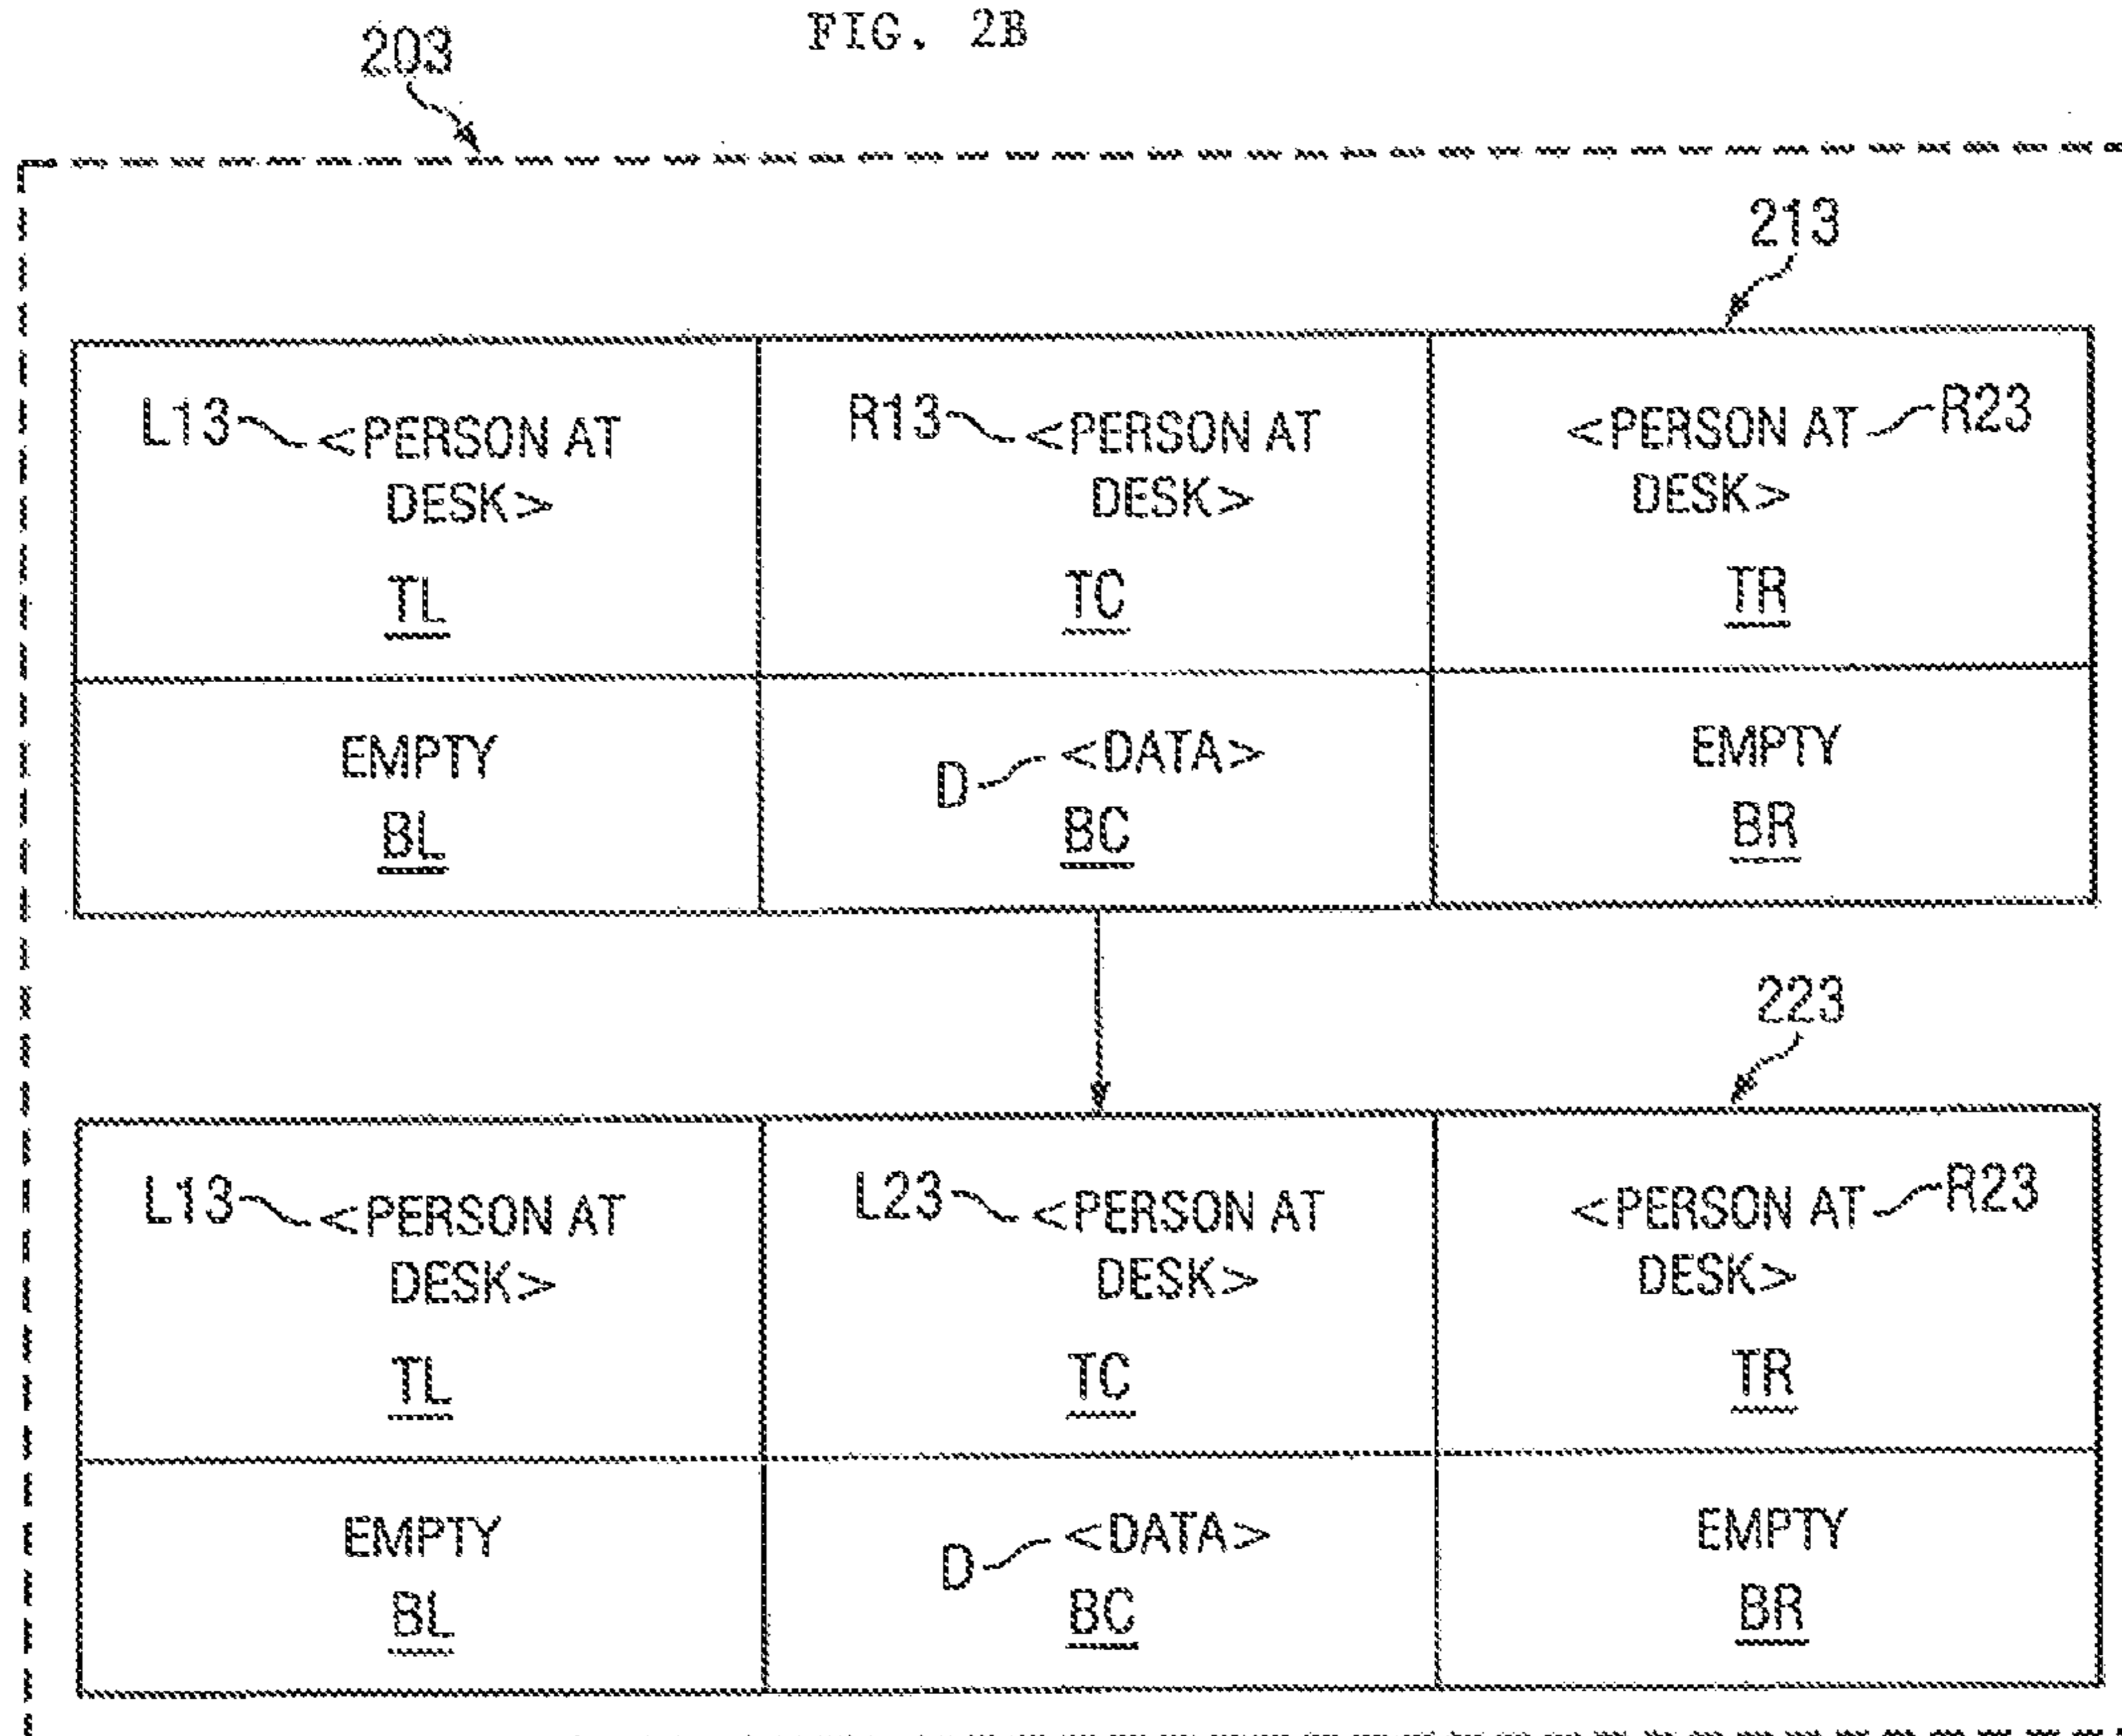 FIG. 2B
203
213
L13 <PERSON AT DESK> TL
R13 <PERSON AT DESK> TC
<PERSON AT DESK> R23 TR
EMPTY BL
D <DATA> BC
EMPTY BR
223
L13 <PERSON AT DESK> TL
L23 <PERSON AT DESK> TC
<PERSON AT DESK> R23 TR
EMPTY BL
D <DATA> BC
EMPTY BR